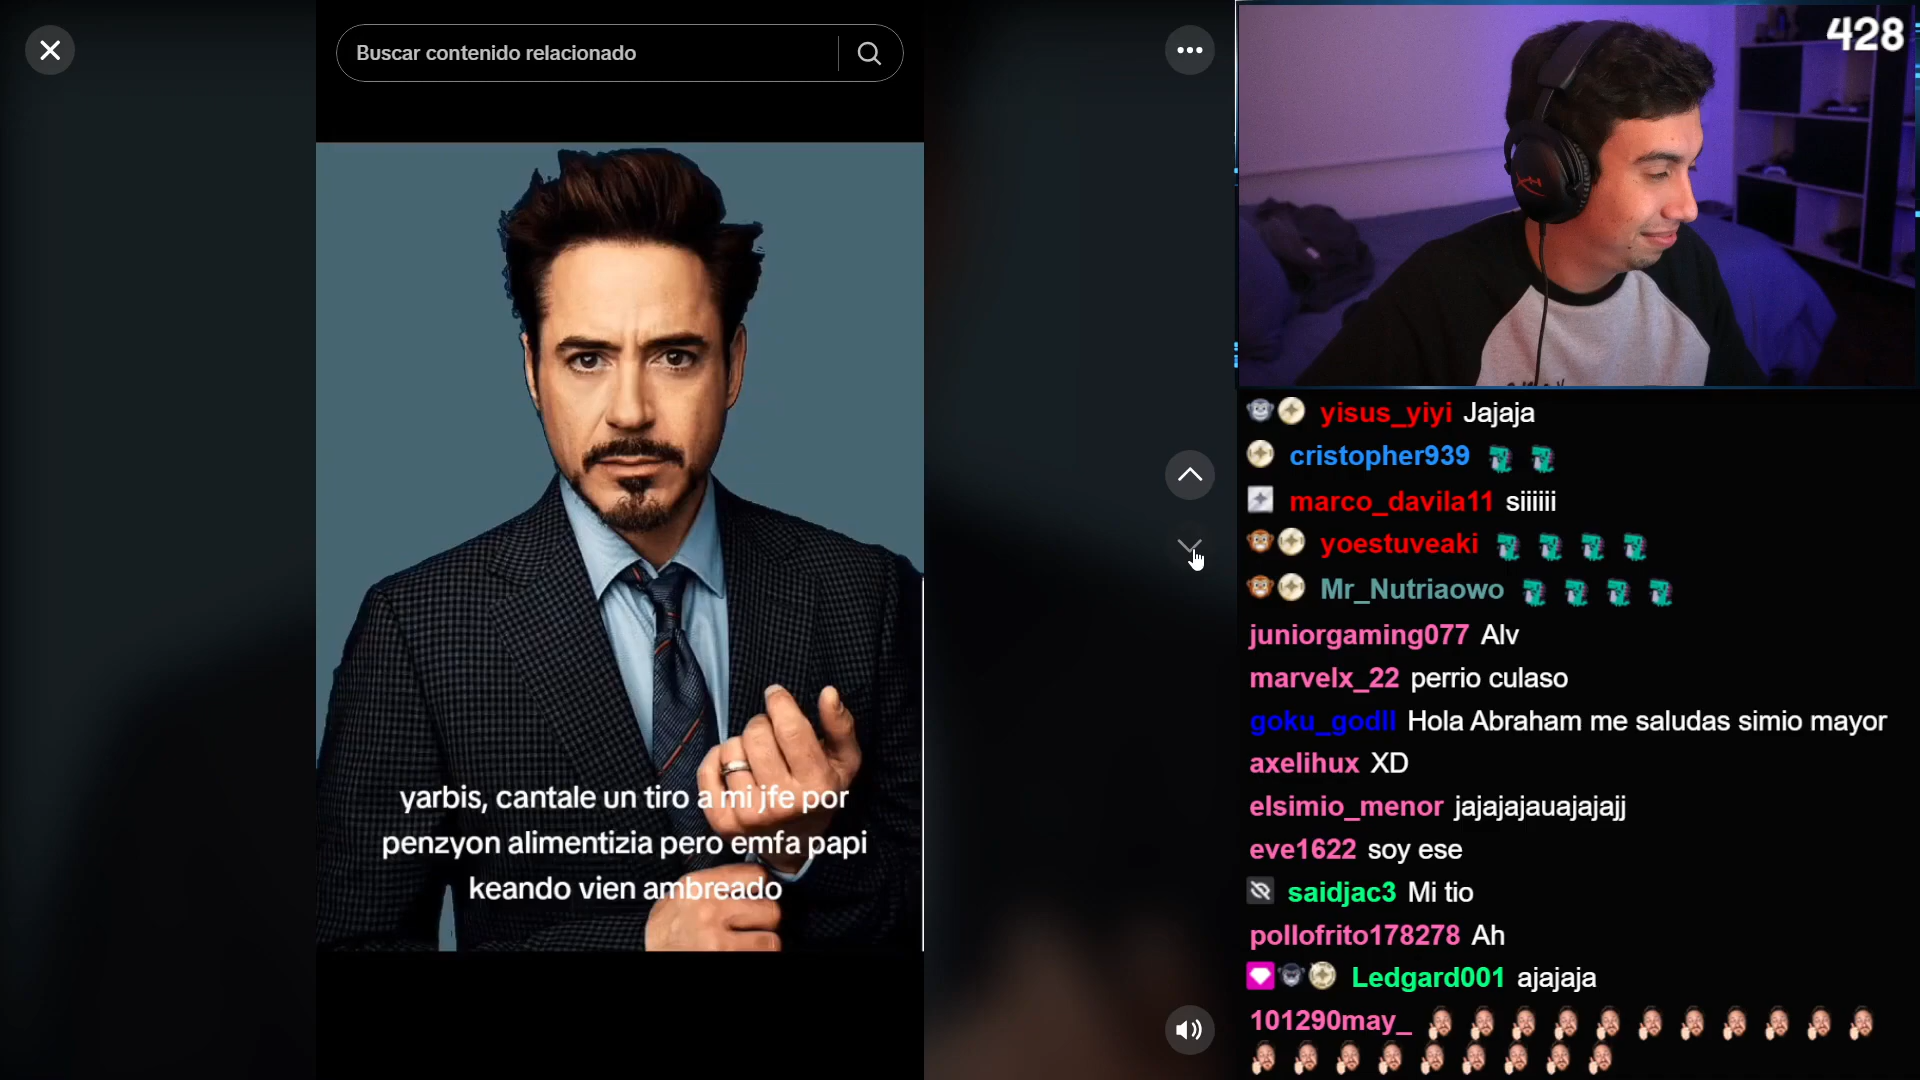 Buscar contenido relacionado
yarbis, cantale un tiro a mi jfe por
penzyon alimentizia pero emfa papi
keando vien ambreado
428
yisus_yiyi Jajaja
cristopher939
marco_davila11 siiiiii
yoestuveaki
Mr_Nutriaowo
juniorgaming077 Alv
marvelx_22 perrio culaso
goku_godll Hola Abraham me saludas simio mayor
axelihux XD
elsimio_menor jajajajauajajajj
eve1622 soy ese
saidjac3 Mi tio
pollofrito178278 Ah
Ledgard001 ajajaja
101290may_